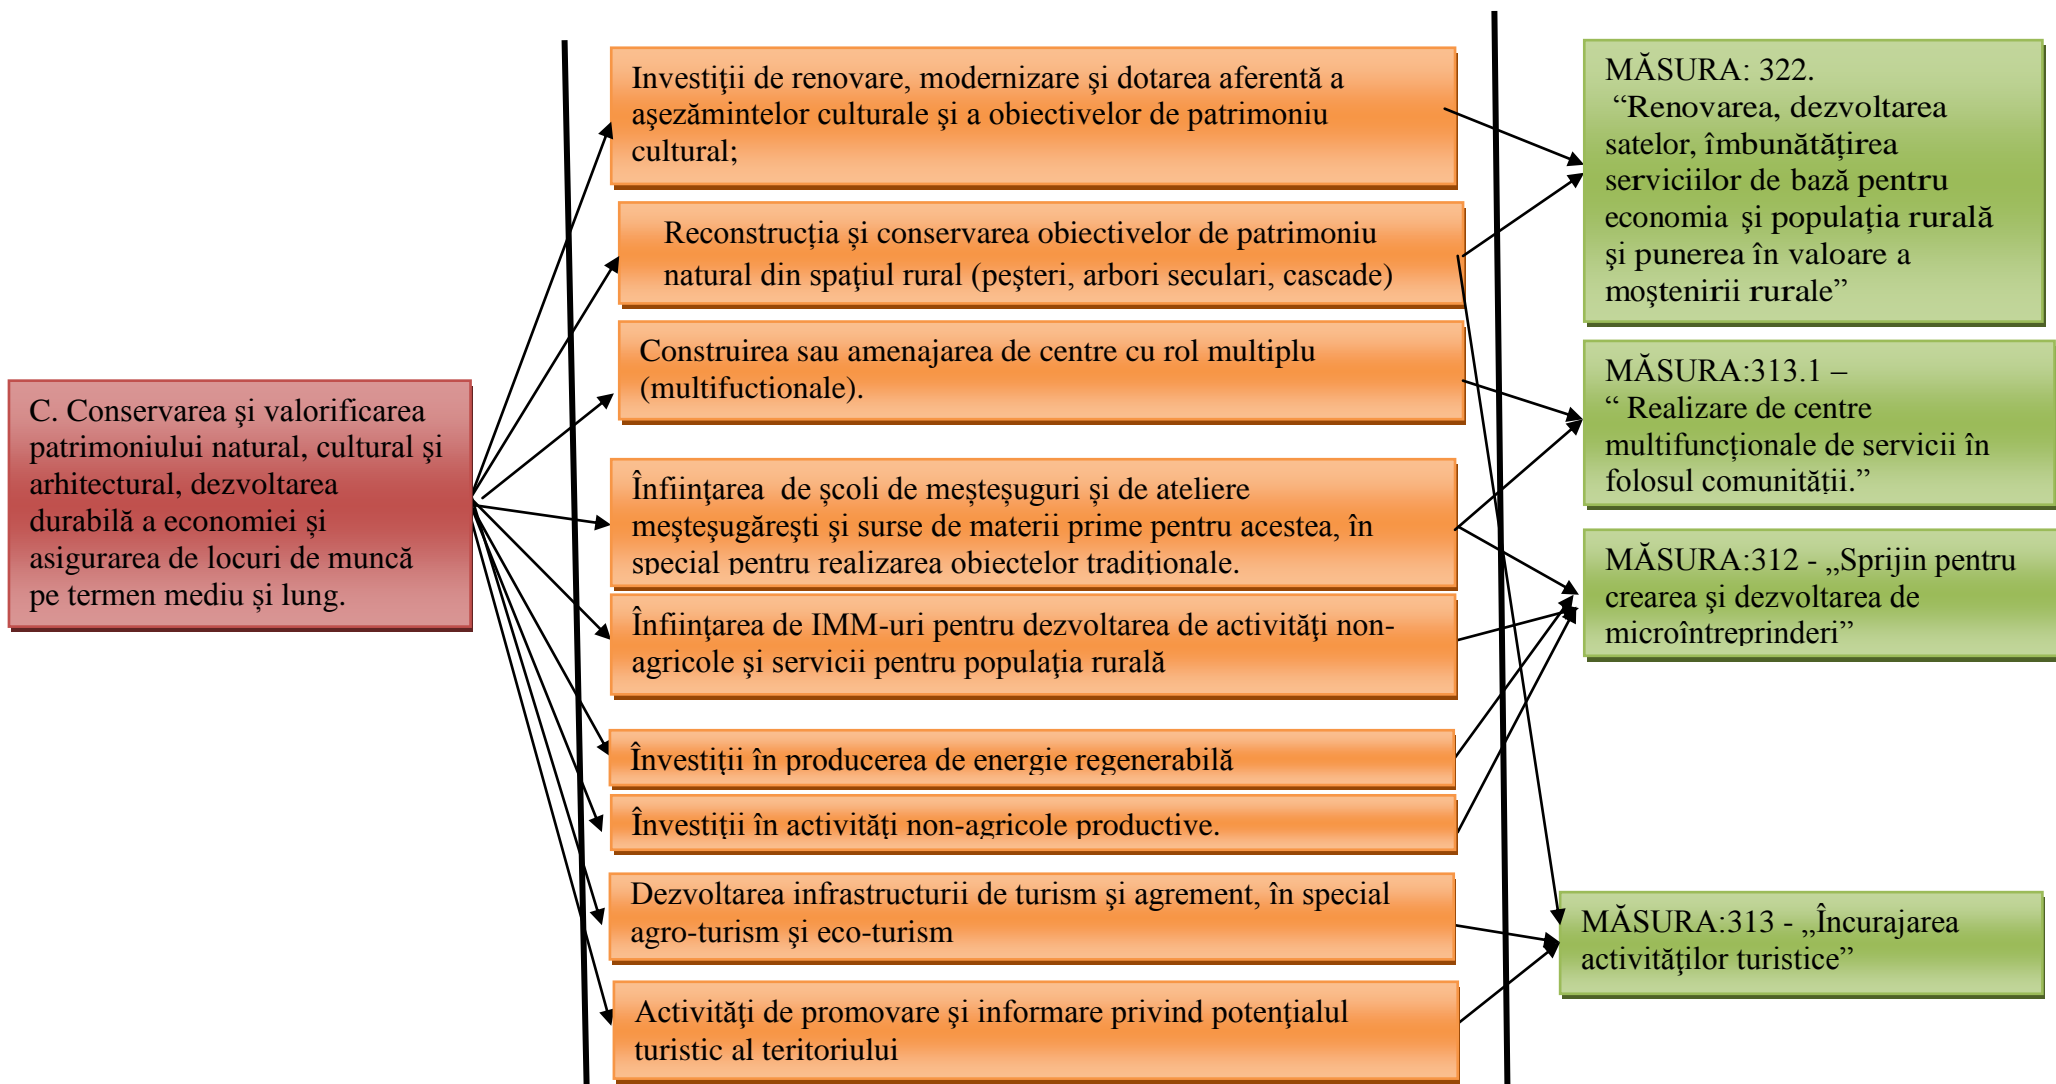 C. Conservarea şi valorificarea
patrimoniului natural, cultural şi
arhitectural, dezvoltarea
durabilă a economiei și
asigurarea de locuri de muncă
pe termen mediu și lung.
Investiţii de renovare, modernizare şi dotarea aferentă a
aşezămintelor culturale şi a obiectivelor de patrimoniu
cultural;
Reconstrucția și conservarea obiectivelor de patrimoniu
natural din spaţiul rural (peşteri, arbori seculari, cascade)
Construirea sau amenajarea de centre cu rol multiplu
(multifuctionale).
Înfiinţarea de școli de meșteșuguri și de ateliere
meşteşugăreşti şi surse de materii prime pentru acestea, în
special pentru realizarea obiectelor tradiționale.
Înfiinţarea de IMM-uri pentru dezvoltarea de activităţi non-
agricole şi servicii pentru populaţia rurală
Învestiții în producerea de energie regenerabilă
Învestiții în activităţi non-agricole productive.
Dezvoltarea infrastructurii de turism şi agrement, în special
agro-turism şi eco-turism
Activităţi de promovare şi informare privind potenţialul
turistic al teritoriului
MĂSURA: 322.
“Renovarea, dezvoltarea
satelor, îmbunătățirea
serviciilor de bază pentru
economia şi populația rurală
şi punerea în valoare a
moştenirii rurale”
MĂSURA:313.1 –
“ Realizare de centre
multifuncționale de servicii în
folosul comunității.”
MĂSURA:312 - „Sprijin pentru
crearea şi dezvoltarea de
microîntreprinderi”
MĂSURA:313 - „Încurajarea
activităţilor turistice”